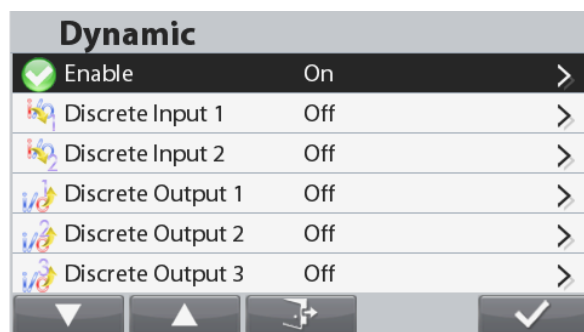 Dynamic
Enable On
Discrete Input 1 Off
Discrete Input 2 Off
Discrete Output 1 Off
Discrete Output 2 Off
Discrete Output 3 Off